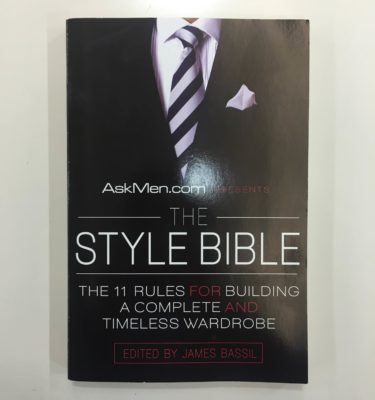 AskMen.com PRESENTS
THE
STYLE BIBLE
THE 11 RULES FOR BUILDING
A COMPLETE AND
TIMELESS WARDROBE
EDITED BY JAMES BASSIL